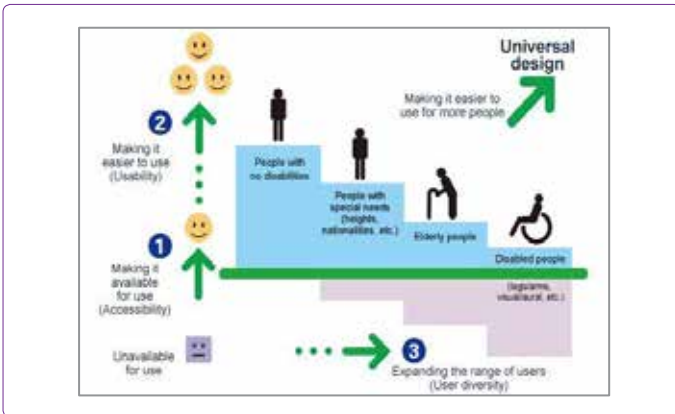 Universal
design
Making it easier to
use for more people
2
Making it
easier to use
(Usability)
People with
no disabilities
People with
special needs
(heights,
nationalities, etc.)
Elderly people
Disabled people
(legs/arms,
visual/aural, etc.)
1
Making it
available
for use
(Accessibility)
Unavailable
for use
3
Expanding the range of users
(User diversity)